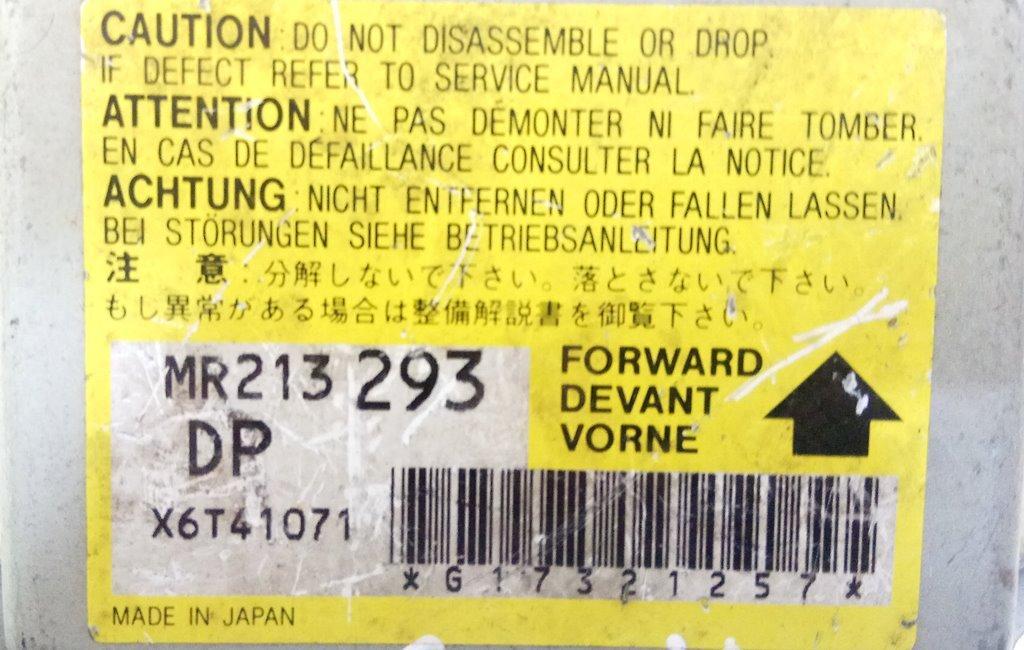 CAUTION: DO NOT DISASSEMBLE OR DROP.
IF DEFECT REFER TO SERVICE MANUAL.
ATTENTION: NE PAS DÉMONTER NI FAIRE TOMBER.
EN CAS DE DÉFAILLANCE CONSULTER LA NOTICE.
ACHTUNG: NICHT ENTFERNEN ODER FALLEN LASSEN.
BEI STÖRUNGEN SIEHE BETRIEBSANLEITUNG.
注 意:分解しないで下さい。落とさないで下さい。
もし異常がある場合は整備解説書を御覧下さい。
MR213 293
DP
X6T41071
FORWARD
DEVANT
VORNE
*G17321257*
MADE IN JAPAN